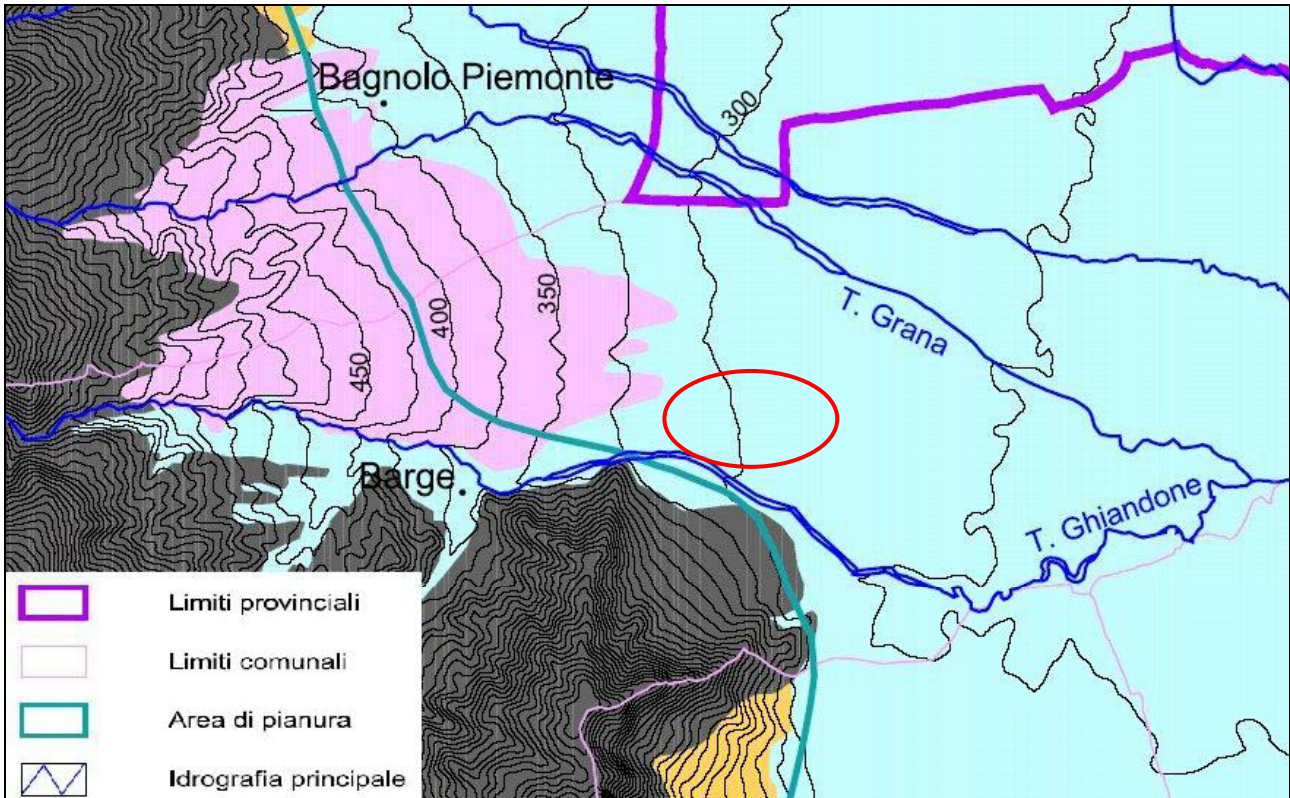 Bagnolo Piemonte
300
350
400
450
T. Grana
Barge
T. Ghiandone
Limiti provinciali
Limiti comunali
Area di pianura
Idrografia principale